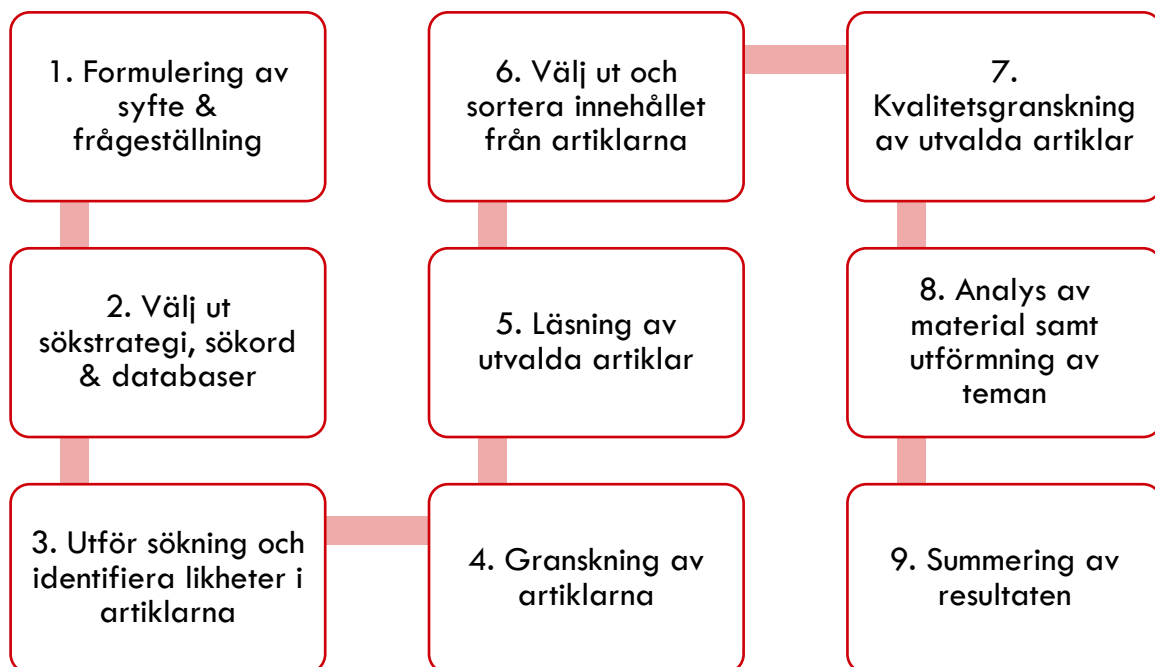 1. Formulering av
syfte &
frågeställning
2. Välj ut
sökstrategi, sökord
& databaser
3. Utför sökning och
identifiera likheter i
artiklarna
4. Granskning av
artiklarna
5. Läsning av
utvalda artiklar
6. Välj ut och
sortera innehållet
från artiklarna
7.
Kvalitetsgranskning
av utvalda artiklar
8. Analys av
material samt
utförmning av
teman
9. Summering av
resultaten